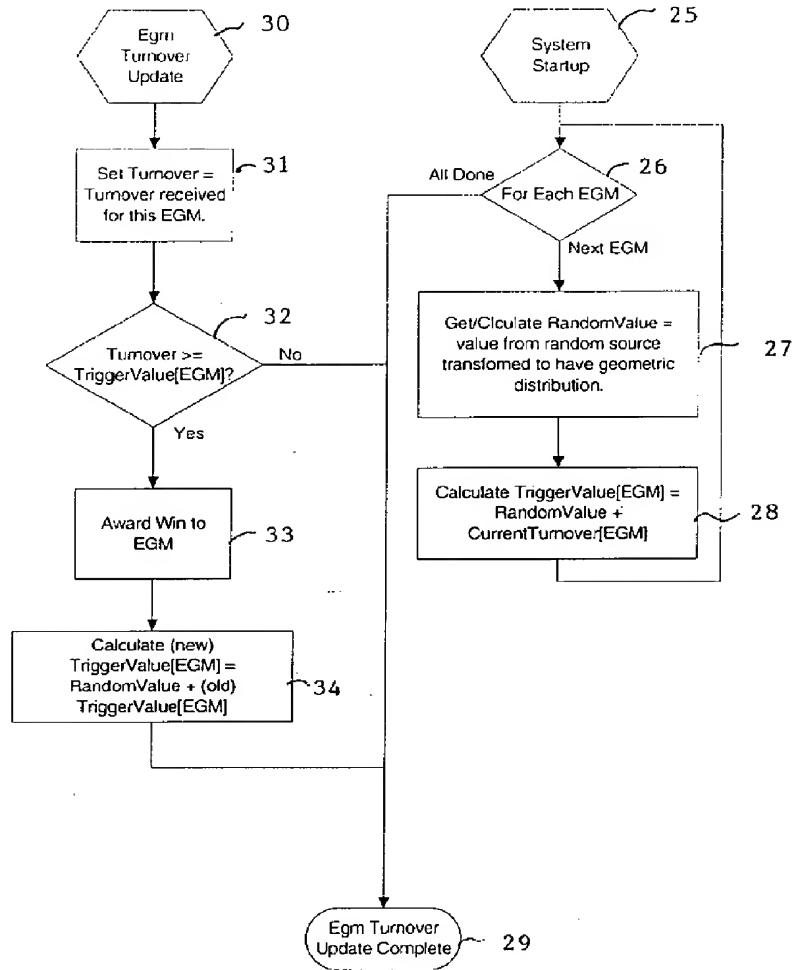 Egm
Turnover
Update
30
Set Turnover =
Turnover received
for this EGM.
31
Turnover >=
TriggerValue[EGM]?
32
No
Yes
Award Win to
EGM
33
Calculate (new)
TriggerValue[EGM] =
RandomValue + (old)
TriggerValue[EGM]
34
System
Startup
25
All Done
For Each EGM
26
Next EGM
Get/Clculate RandomValue =
value from random source
transfomred to have geometric
distribution.
27
Calculate TriggerValue[EGM] =
RandomValue +
CurrentTurnover[EGM]
28
Egm Turnover
Update Complete
29